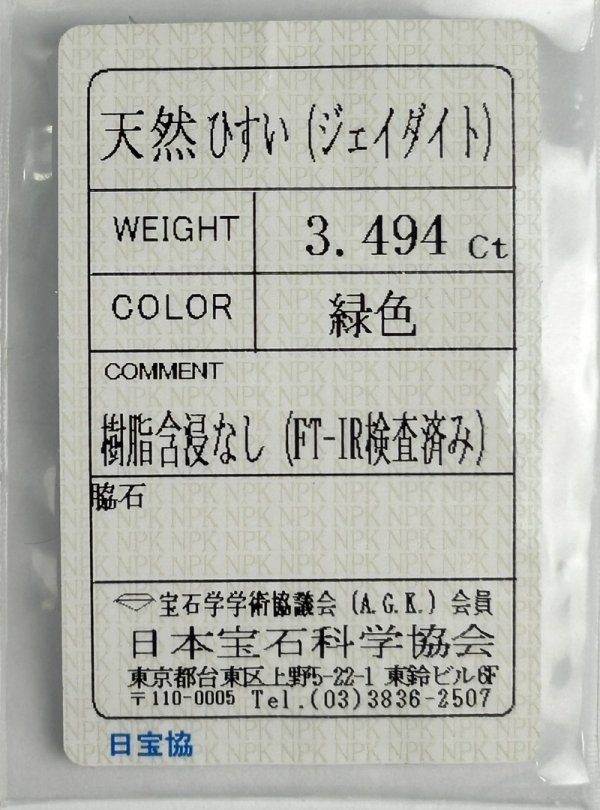 天然ひすい(ジェイダイト)
WEIGHT 3.494 Ct
COLOR 緑色
COMMENT
樹脂含浸なし(FT-IR検査済み)
脇石
宝石学学術協議会(A.G.K.)会員
日本宝石科学協会
東京都台東区上野5-22-1 東鈴ビル6F
〒110-0005 Tel.(03)3836-2507
日宝協